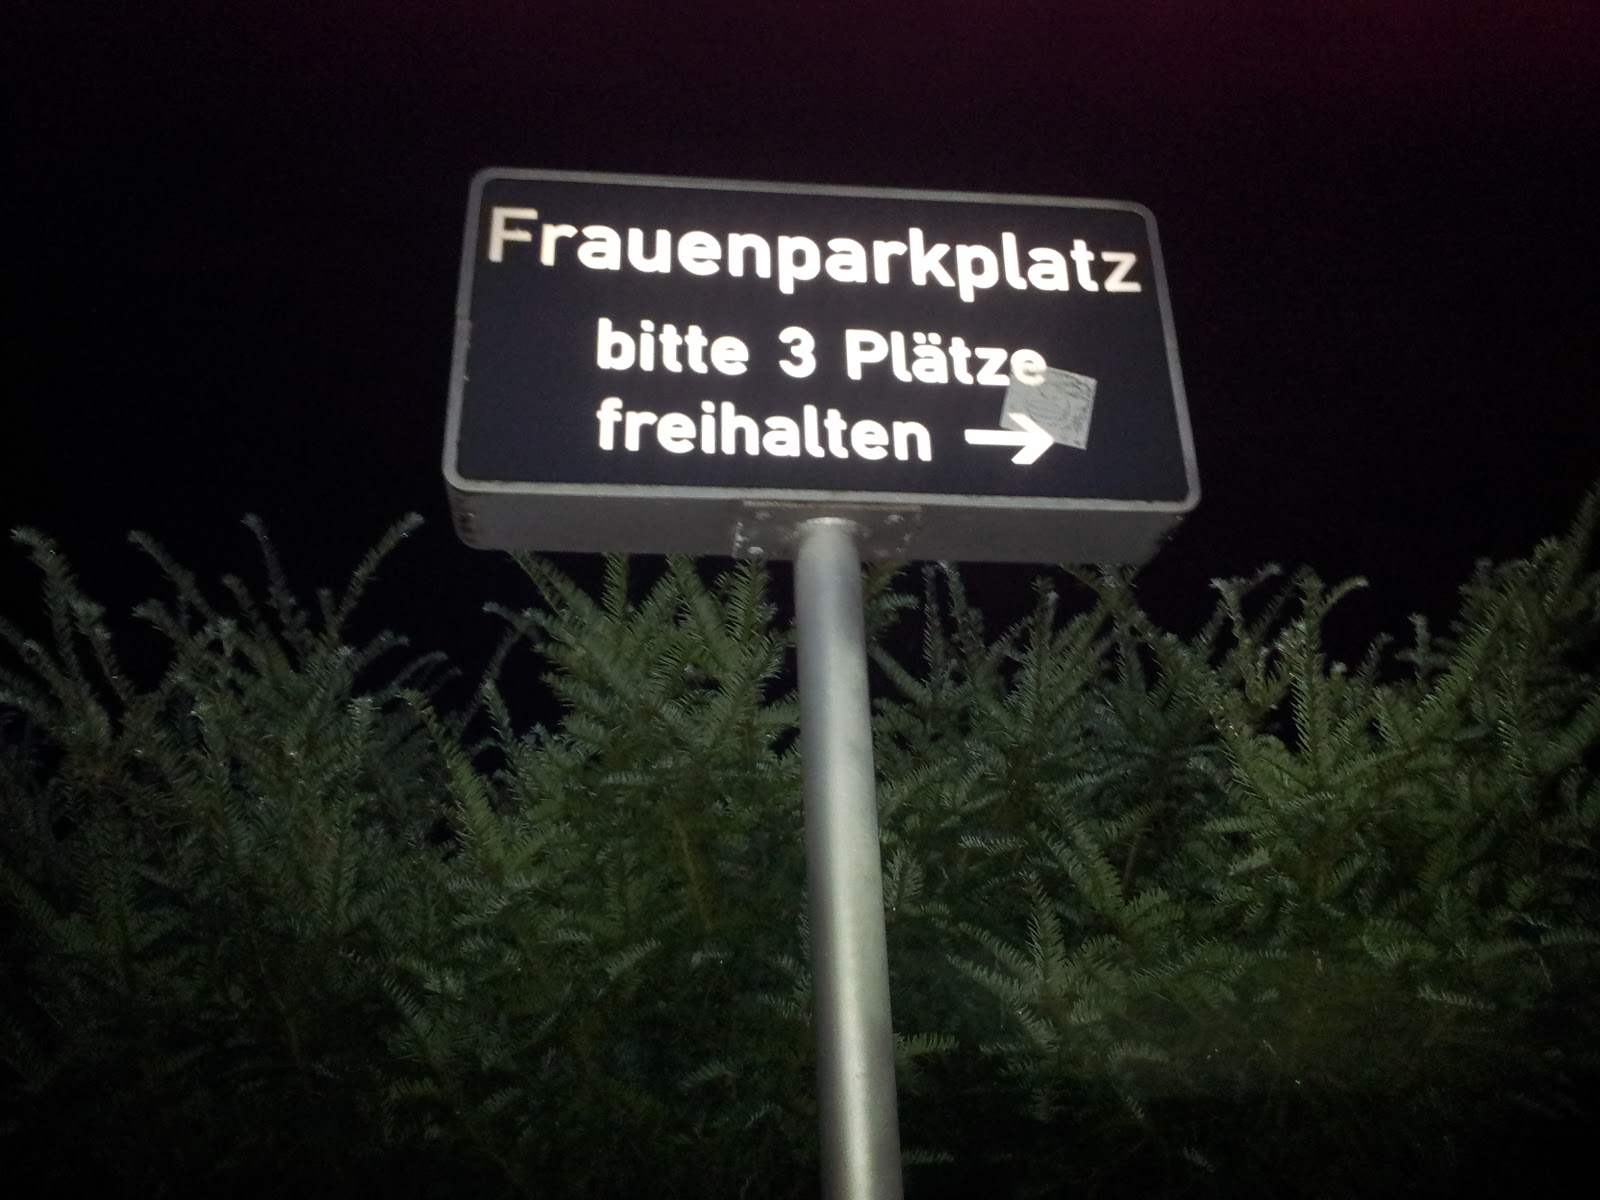 Frauenparkplatz
bitte 3 Plätze
freihalten →